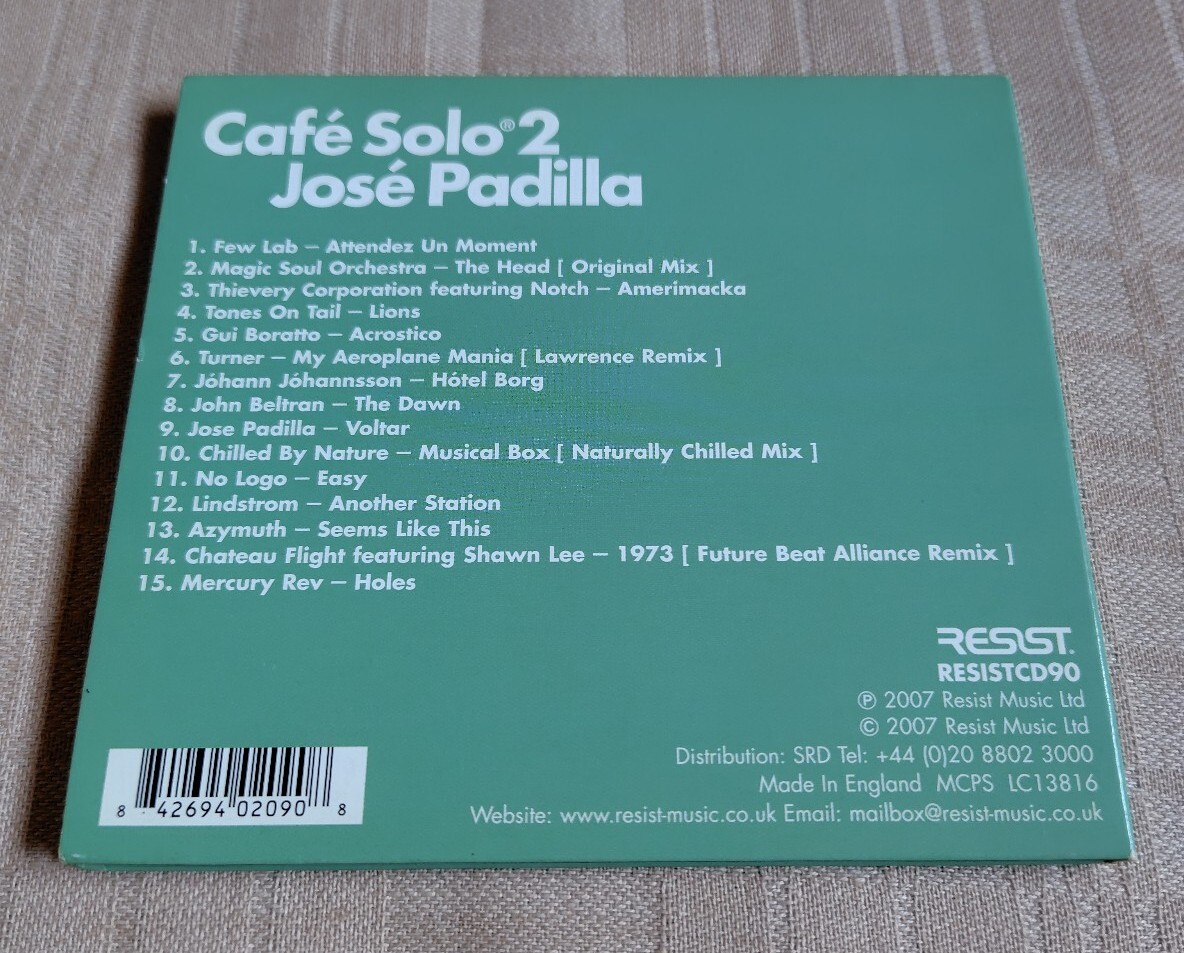 Café Solo® 2
José Padilla
1. Few Lab – Attendez Un Moment
2. Magic Soul Orchestra – The Head [ Original Mix ]
3. Thievery Corporation featuring Notch – Amerimacka
4. Tones On Tail – Lions
5. Gui Boratto – Acrostico
6. Turner – My Aeroplane Mania [ Lawrence Remix ]
7. Jóhann Jóhannsson – Hótel Borg
8. John Beltran – The Dawn
9. Jose Padilla – Voltar
10. Chilled By Nature – Musical Box [ Naturally Chilled Mix ]
11. No Logo – Easy
12. Lindstrom – Another Station
13. Azymuth – Seems Like This
14. Chateau Flight featuring Shawn Lee – 1973 [ Future Beat Alliance Remix ]
15. Mercury Rev – Holes
RESIST.
RESISTCD90
℗ 2007 Resist Music Ltd
© 2007 Resist Music Ltd
Distribution: SRD Tel: +44 (0)20 8802 3000
Made In England MCPS LC13816
Website: www.resist-music.co.uk Email: mailbox@resist-music.co.uk
8 42694 02090 8